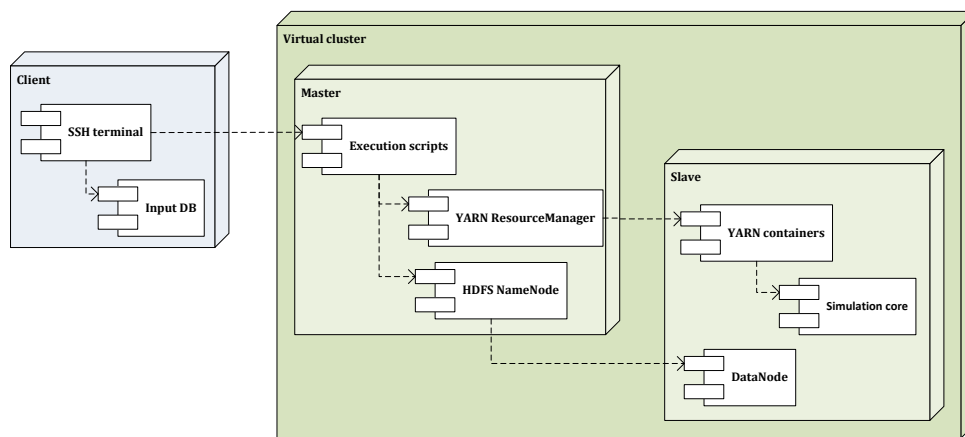 Virtual cluster
Client
Master
SSH terminal
Execution scripts
Slave
Input DB
YARN ResourceManager
YARN containers
HDFS NameNode
Simulation core
DataNode